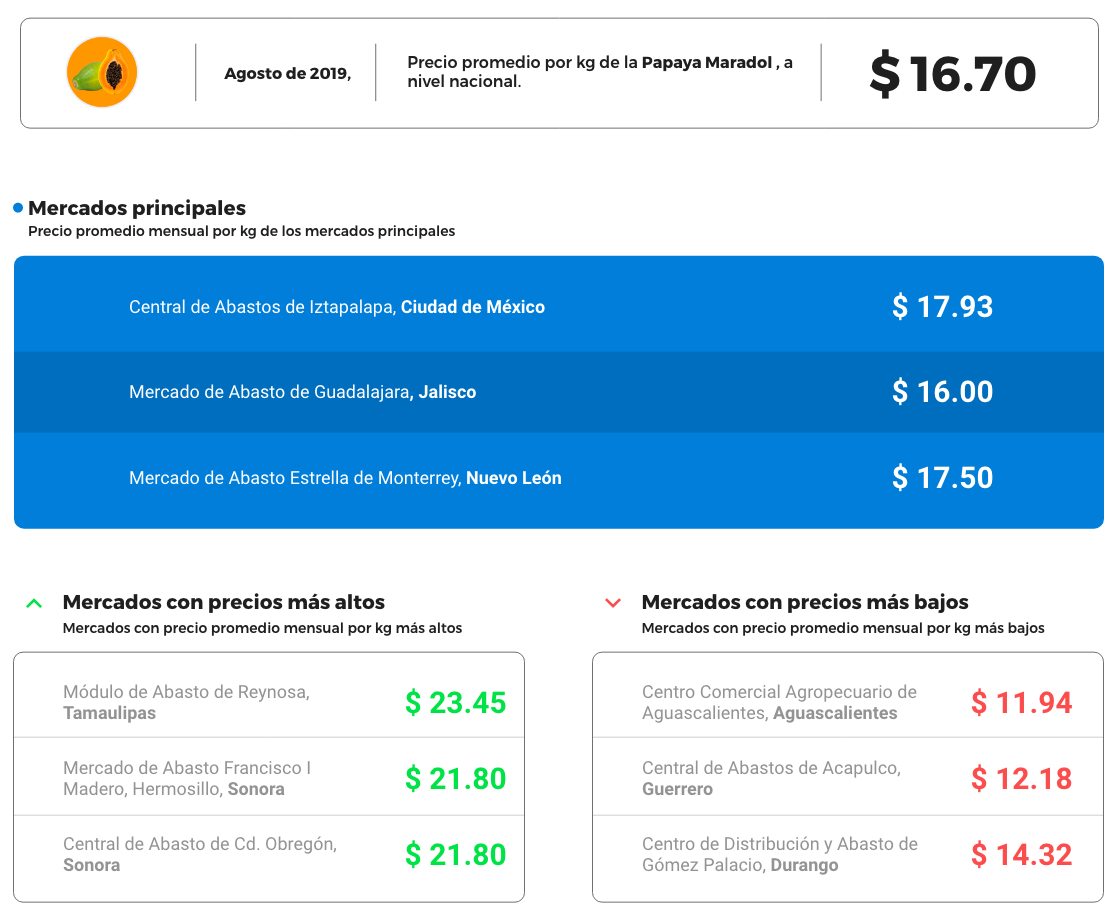 Agosto de 2019,
Precio promedio por kg de la Papaya Maradol , a
nivel nacional.
$ 16.70
Mercados principales
Precio promedio mensual por kg de los mercados principales
Central de Abastos de Iztapalapa, Ciudad de México
$ 17.93
Mercado de Abasto de Guadalajara, Jalisco
$ 16.00
Mercado de Abasto Estrella de Monterrey, Nuevo León
$ 17.50
Mercados con precios más altos
Mercados con precio promedio mensual por kg más altos
Módulo de Abasto de Reynosa,
Tamaulipas
$ 23.45
Mercado de Abasto Francisco I
Madero, Hermosillo, Sonora
$ 21.80
Central de Abasto de Cd. Obregón,
Sonora
$ 21.80
Mercados con precios más bajos
Mercados con precio promedio mensual por kg más bajos
Centro Comercial Agropecuario de
Aguascalientes, Aguascalientes
$ 11.94
Central de Abastos de Acapulco,
Guerrero
$ 12.18
Centro de Distribución y Abasto de
Gómez Palacio, Durango
$ 14.32